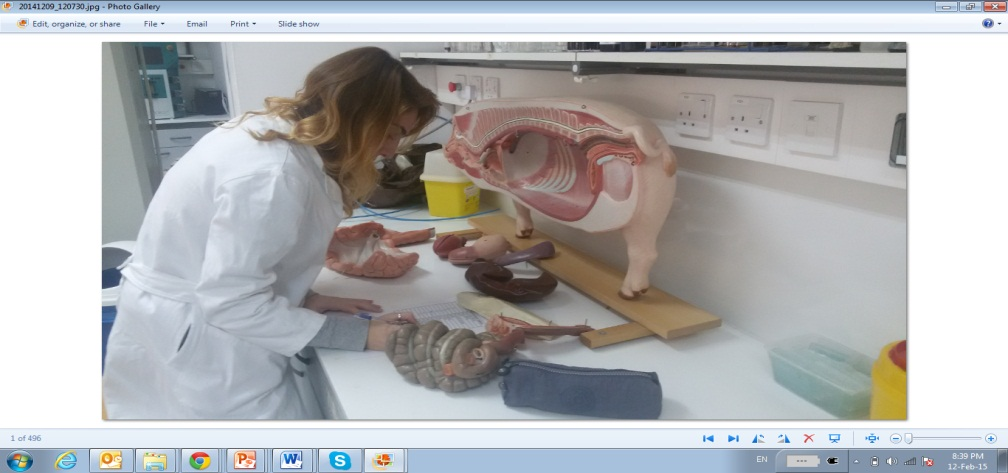 20141209_120730.jpg - Photo Gallery
Edit, organize, or share File Email Print Slide show
1 of 496
EN
8:39 PM
12-Feb-15